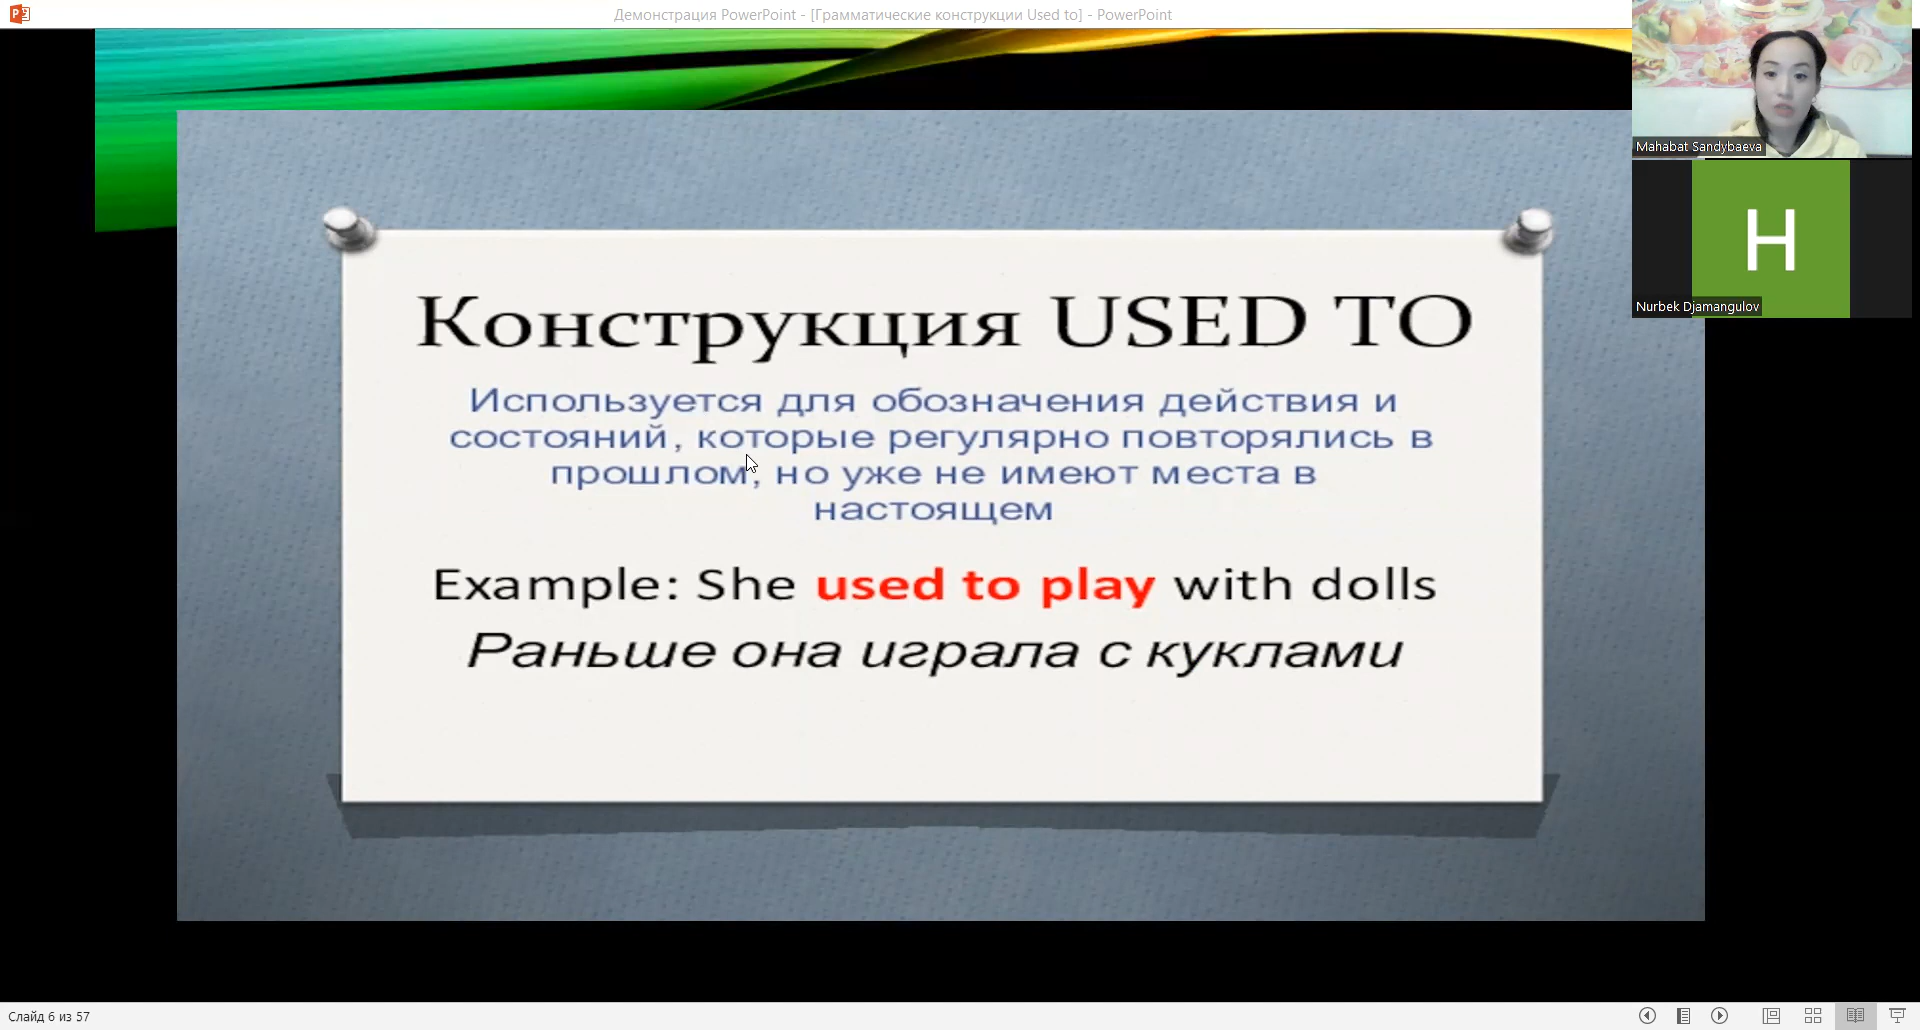 Демонстрация PowerPoint - [Грамматические конструкции Used to] - PowerPoint
Mahabat Sandybaeva
H
Nurbek Djamangulov
Конструкция USED TO
Используется для обозначения действия и
состояний, которые регулярно повторялись в
прошлом, но уже не имеют места в
настоящем
Example: She used to play with dolls
Раньше она играла с куклами
Слайд 6 из 57